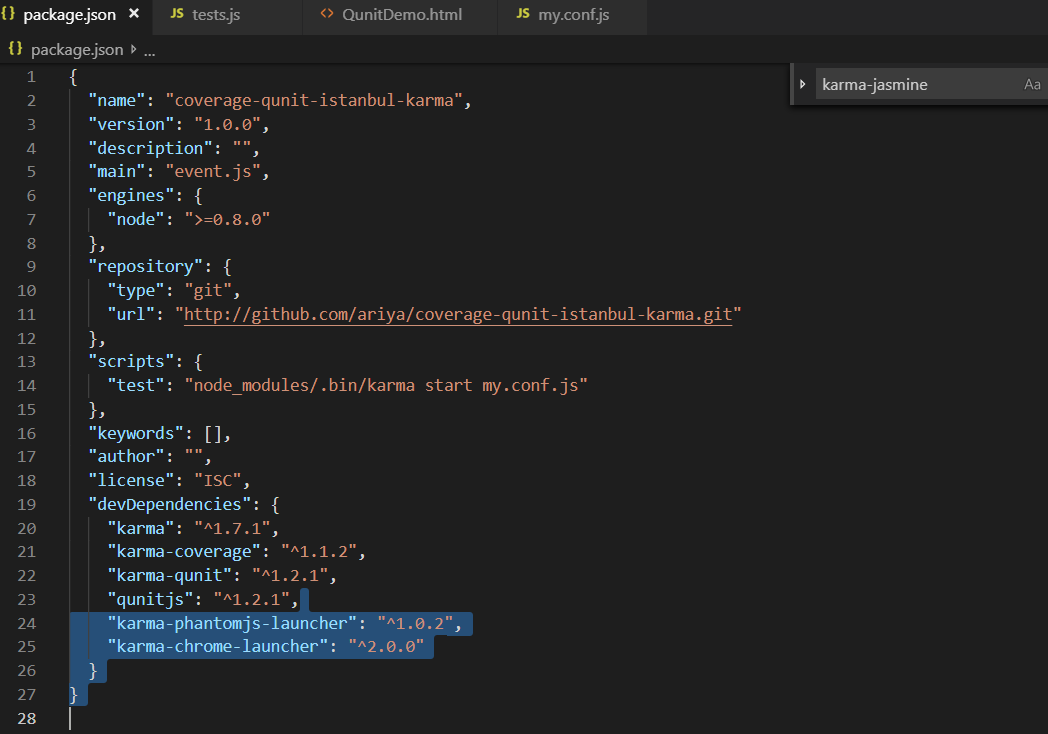 {} package.json × JS tests.js <> QunitDemo.html JS my.conf.js
{} package.json > ...
karma-jasmine Aa
1 {
2 "name": "coverage-qunit-istanbul-karma",
3 "version": "1.0.0",
4 "description": "",
5 "main": "event.js",
6 "engines": {
7 "node": ">=0.8.0"
8 },
9 "repository": {
10 "type": "git",
11 "url": "http://github.com/ariya/coverage-qunit-istanbul-karma.git"
12 },
13 "scripts": {
14 "test": "node_modules/.bin/karma start my.conf.js"
15 },
16 "keywords": [],
17 "author": "",
18 "license": "ISC",
19 "devDependencies": {
20 "karma": "^1.7.1",
21 "karma-coverage": "^1.1.2",
22 "karma-qunit": "^1.2.1",
23 "qunitjs": "^1.2.1",
24 "karma-phantomjs-launcher": "^1.0.2",
25 "karma-chrome-launcher": "^2.0.0"
26 }
27 }
28